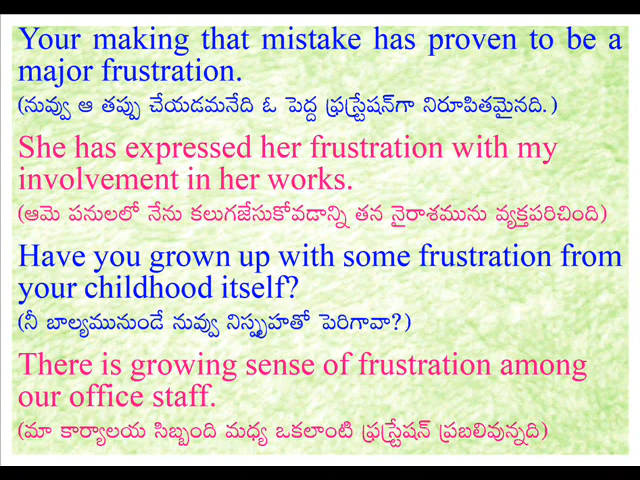 Your making that mistake has proven to be a
major frustration.
(నువ్వు ఆ తప్పు చేయడమనేది ఓ పెద్ద ఫ్రస్ట్రేషన్‌గా నిరూపితమైనది.)
She has expressed her frustration with my
involvement in her works.
(ఆమె పనులలో నేను కలుగజేసుకోవడాన్ని తన నైరాశమును వ్యక్తపరిచింది)
Have you grown up with some frustration from
your childhood itself?
(నీ బాల్యమునుండే నువ్వు నిస్పృహతో పెరిగావా?)
There is growing sense of frustration among
our office staff.
(మా కార్యాలయ సిబ్బంది మధ్య ఒకలాంటి ఫ్రస్ట్రేషన్ ప్రబలివున్నది)